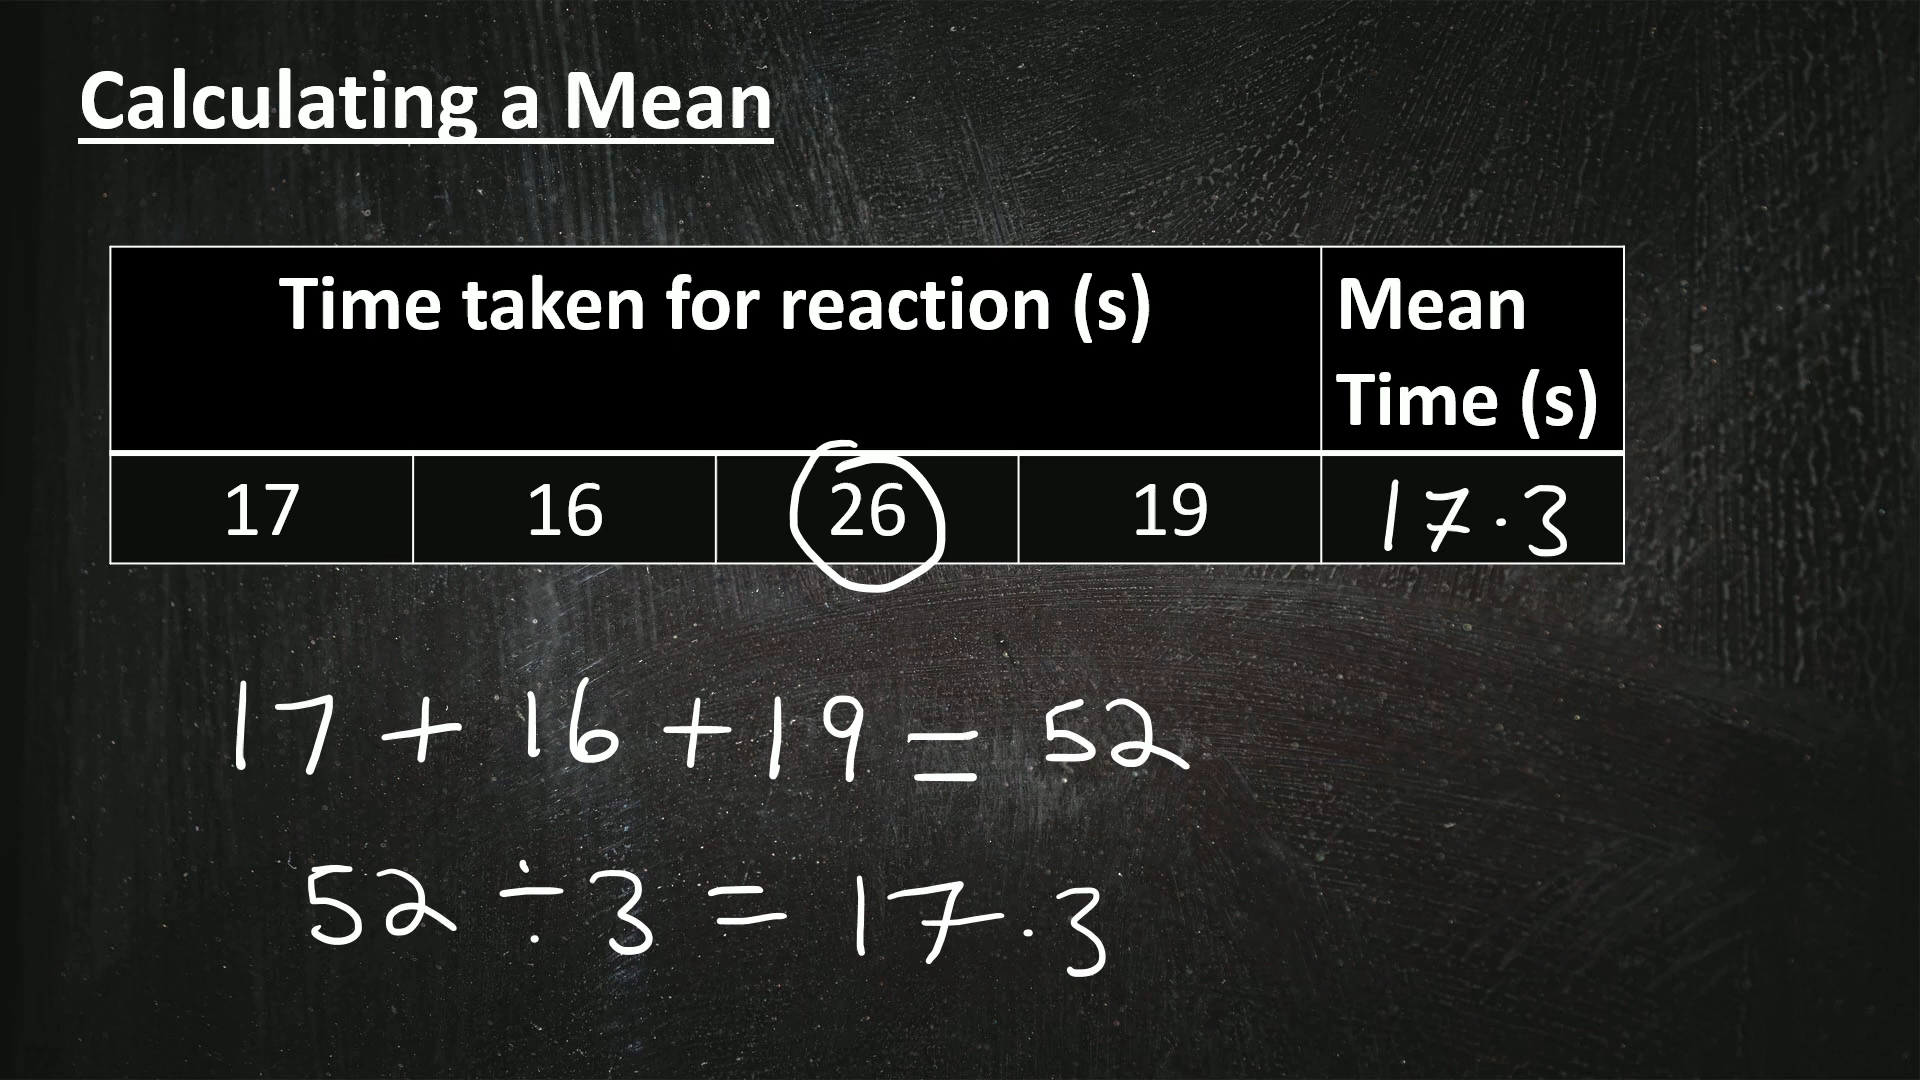 Calculating a Mean
Time taken for reaction (s)
Mean
Time (s)
17 16 26 19 17.3
17 + 16 + 19 = 52
52 ÷ 3 = 17.3